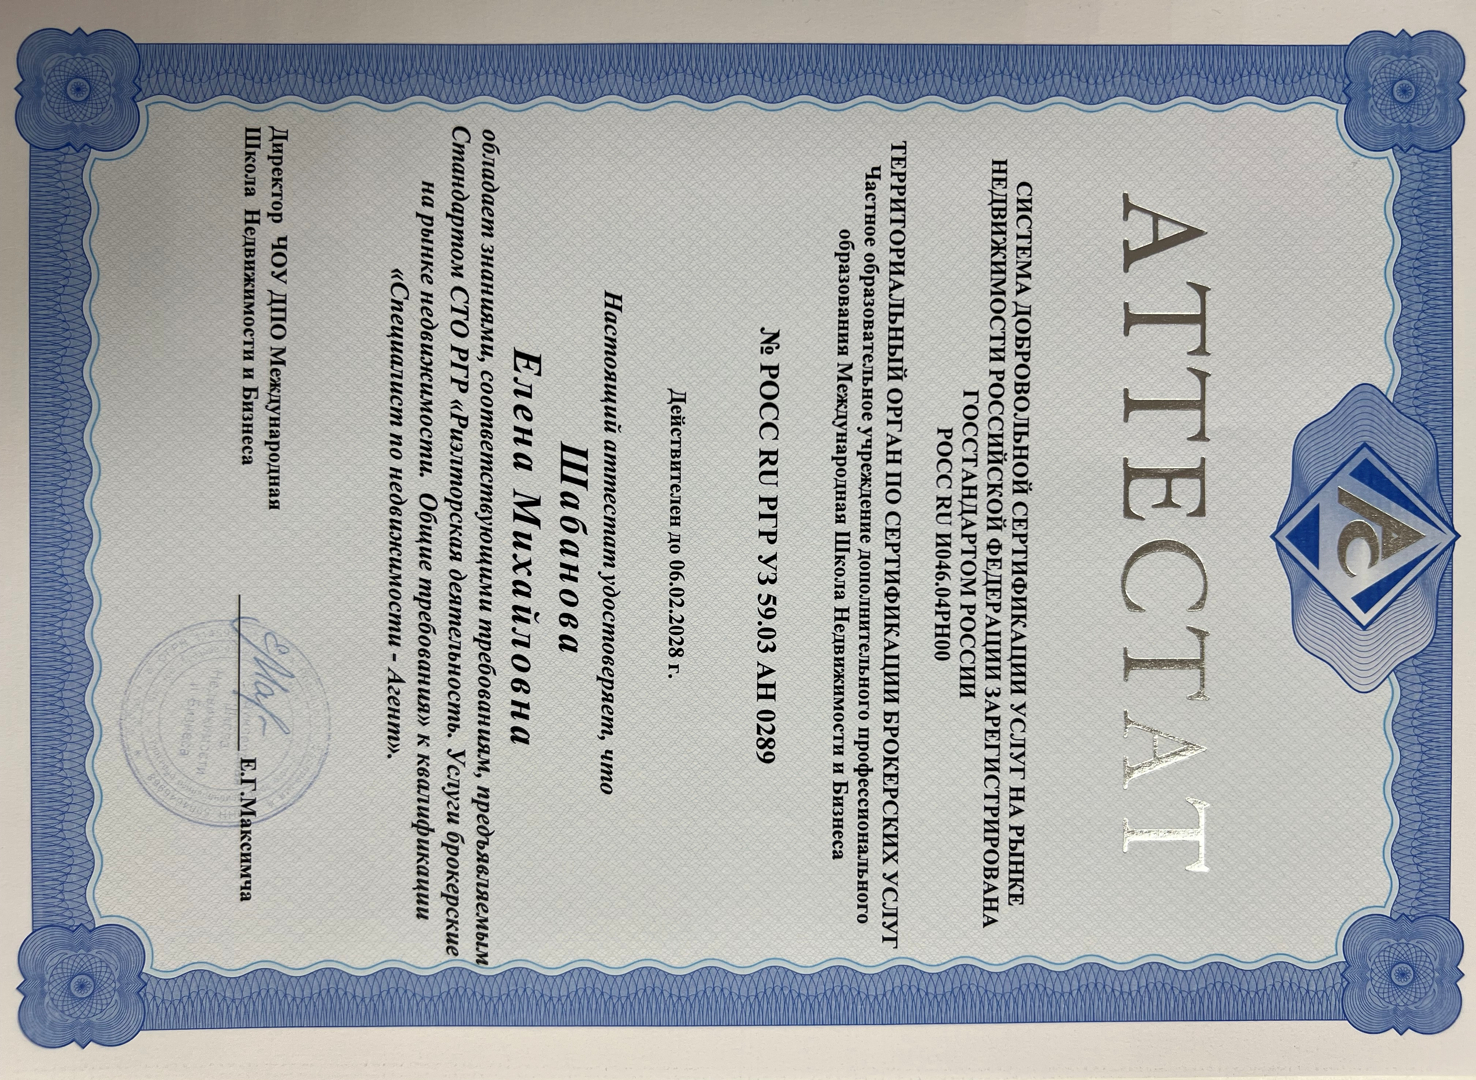 АС
АТТЕСТАТ
СИСТЕМА ДОБРОВОЛЬНОЙ СЕРТИФИКАЦИИ УСЛУГ НА РЫНКЕ
НЕДВИЖИМОСТИ РОССИЙСКОЙ ФЕДЕРАЦИИ ЗАРЕГИСТРИРОВАНА
ГОССТАНДАРТОМ РОССИИ
РОСС RU И046.04РН00
ТЕРРИТОРИАЛЬНЫЙ ОРГАН ПО СЕРТИФИКАЦИИ БРОКЕРСКИХ УСЛУГ
Частное образовательное учреждение дополнительного профессионального
образования Международная Школа Недвижимости и Бизнеса
№ РОСС RU РГР УЗ 59.03 АН 0289
Действителен до 06.02.2028 г.
Настоящий аттестат удостоверяет, что
Шабанова
Елена Михайловна
обладает знаниями, соответствующими требованиям, предъявляемым
Стандартом СТО РГР «Риэлторская деятельность. Услуги брокерские
на рынке недвижимости. Общие требования» к квалификации
«Специалист по недвижимости - Агент».
Директор ЧОУ ДПО Международная
Школа Недвижимости и Бизнеса
Е.Г.Максимча
Школа
Недвижимости
и Бизнеса